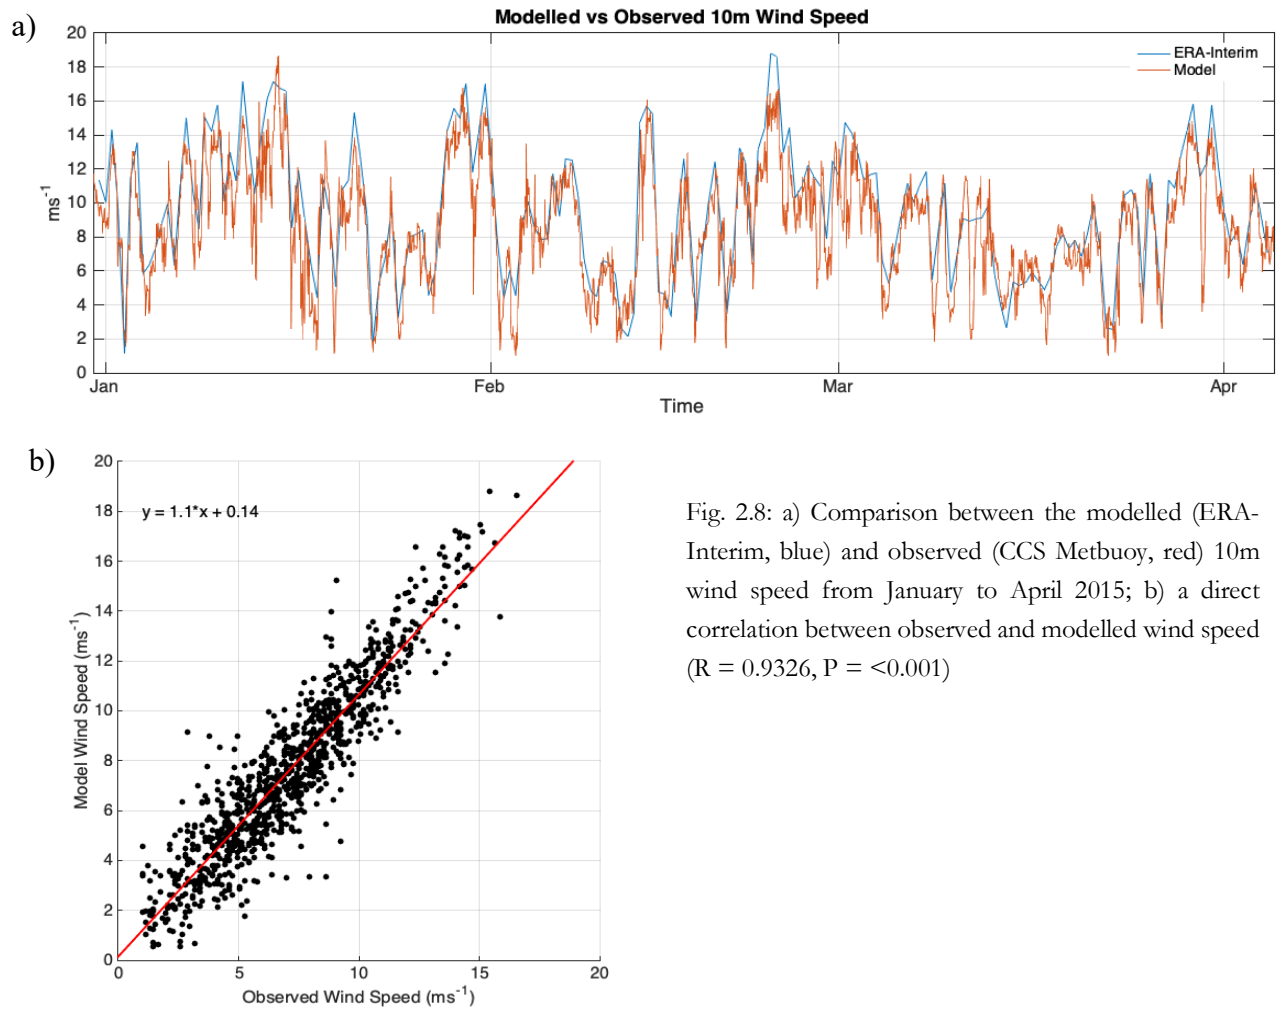 a)
Modelled vs Observed 10m Wind Speed
20
18
16
14
12
10
8
6
4
2
0
ms⁻¹
ERA-Interim
Model
Jan
Feb
Mar
Apr
Time
b)
20
18
16
14
12
10
8
6
4
2
0
Model Wind Speed (ms⁻¹)
y = 1.1*x + 0.14
0
5
10
15
20
Observed Wind Speed (ms⁻¹)
Fig. 2.8: a) Comparison between the modelled (ERA-
Interim, blue) and observed (CCS Metbuoy, red) 10m
wind speed from January to April 2015; b) a direct
correlation between observed and modelled wind speed
(R = 0.9326, P = <0.001)